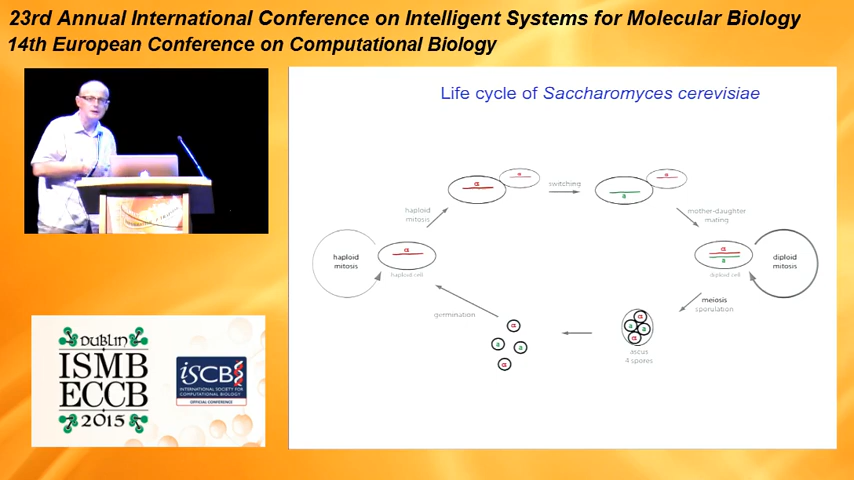 23rd Annual International Conference on Intelligent Systems for Molecular Biology
14th European Conference on Computational Biology
Life cycle of Saccharomyces cerevisiae
α
α
switching
a
α
haploid
mitosis
mother-daughter
mating
haploid
mitosis
α
haploid cell
α
a
diploid cell
diploid
mitosis
meiosis
sporulation
germination
α
a
a
α
α
a
a
α
ascus
4 spores
DUBLIN
ISMB
ECCB
2015
ISCB
INTERNATIONAL SOCIETY FOR
COMPUTATIONAL BIOLOGY
OFFICIAL CONFERENCE